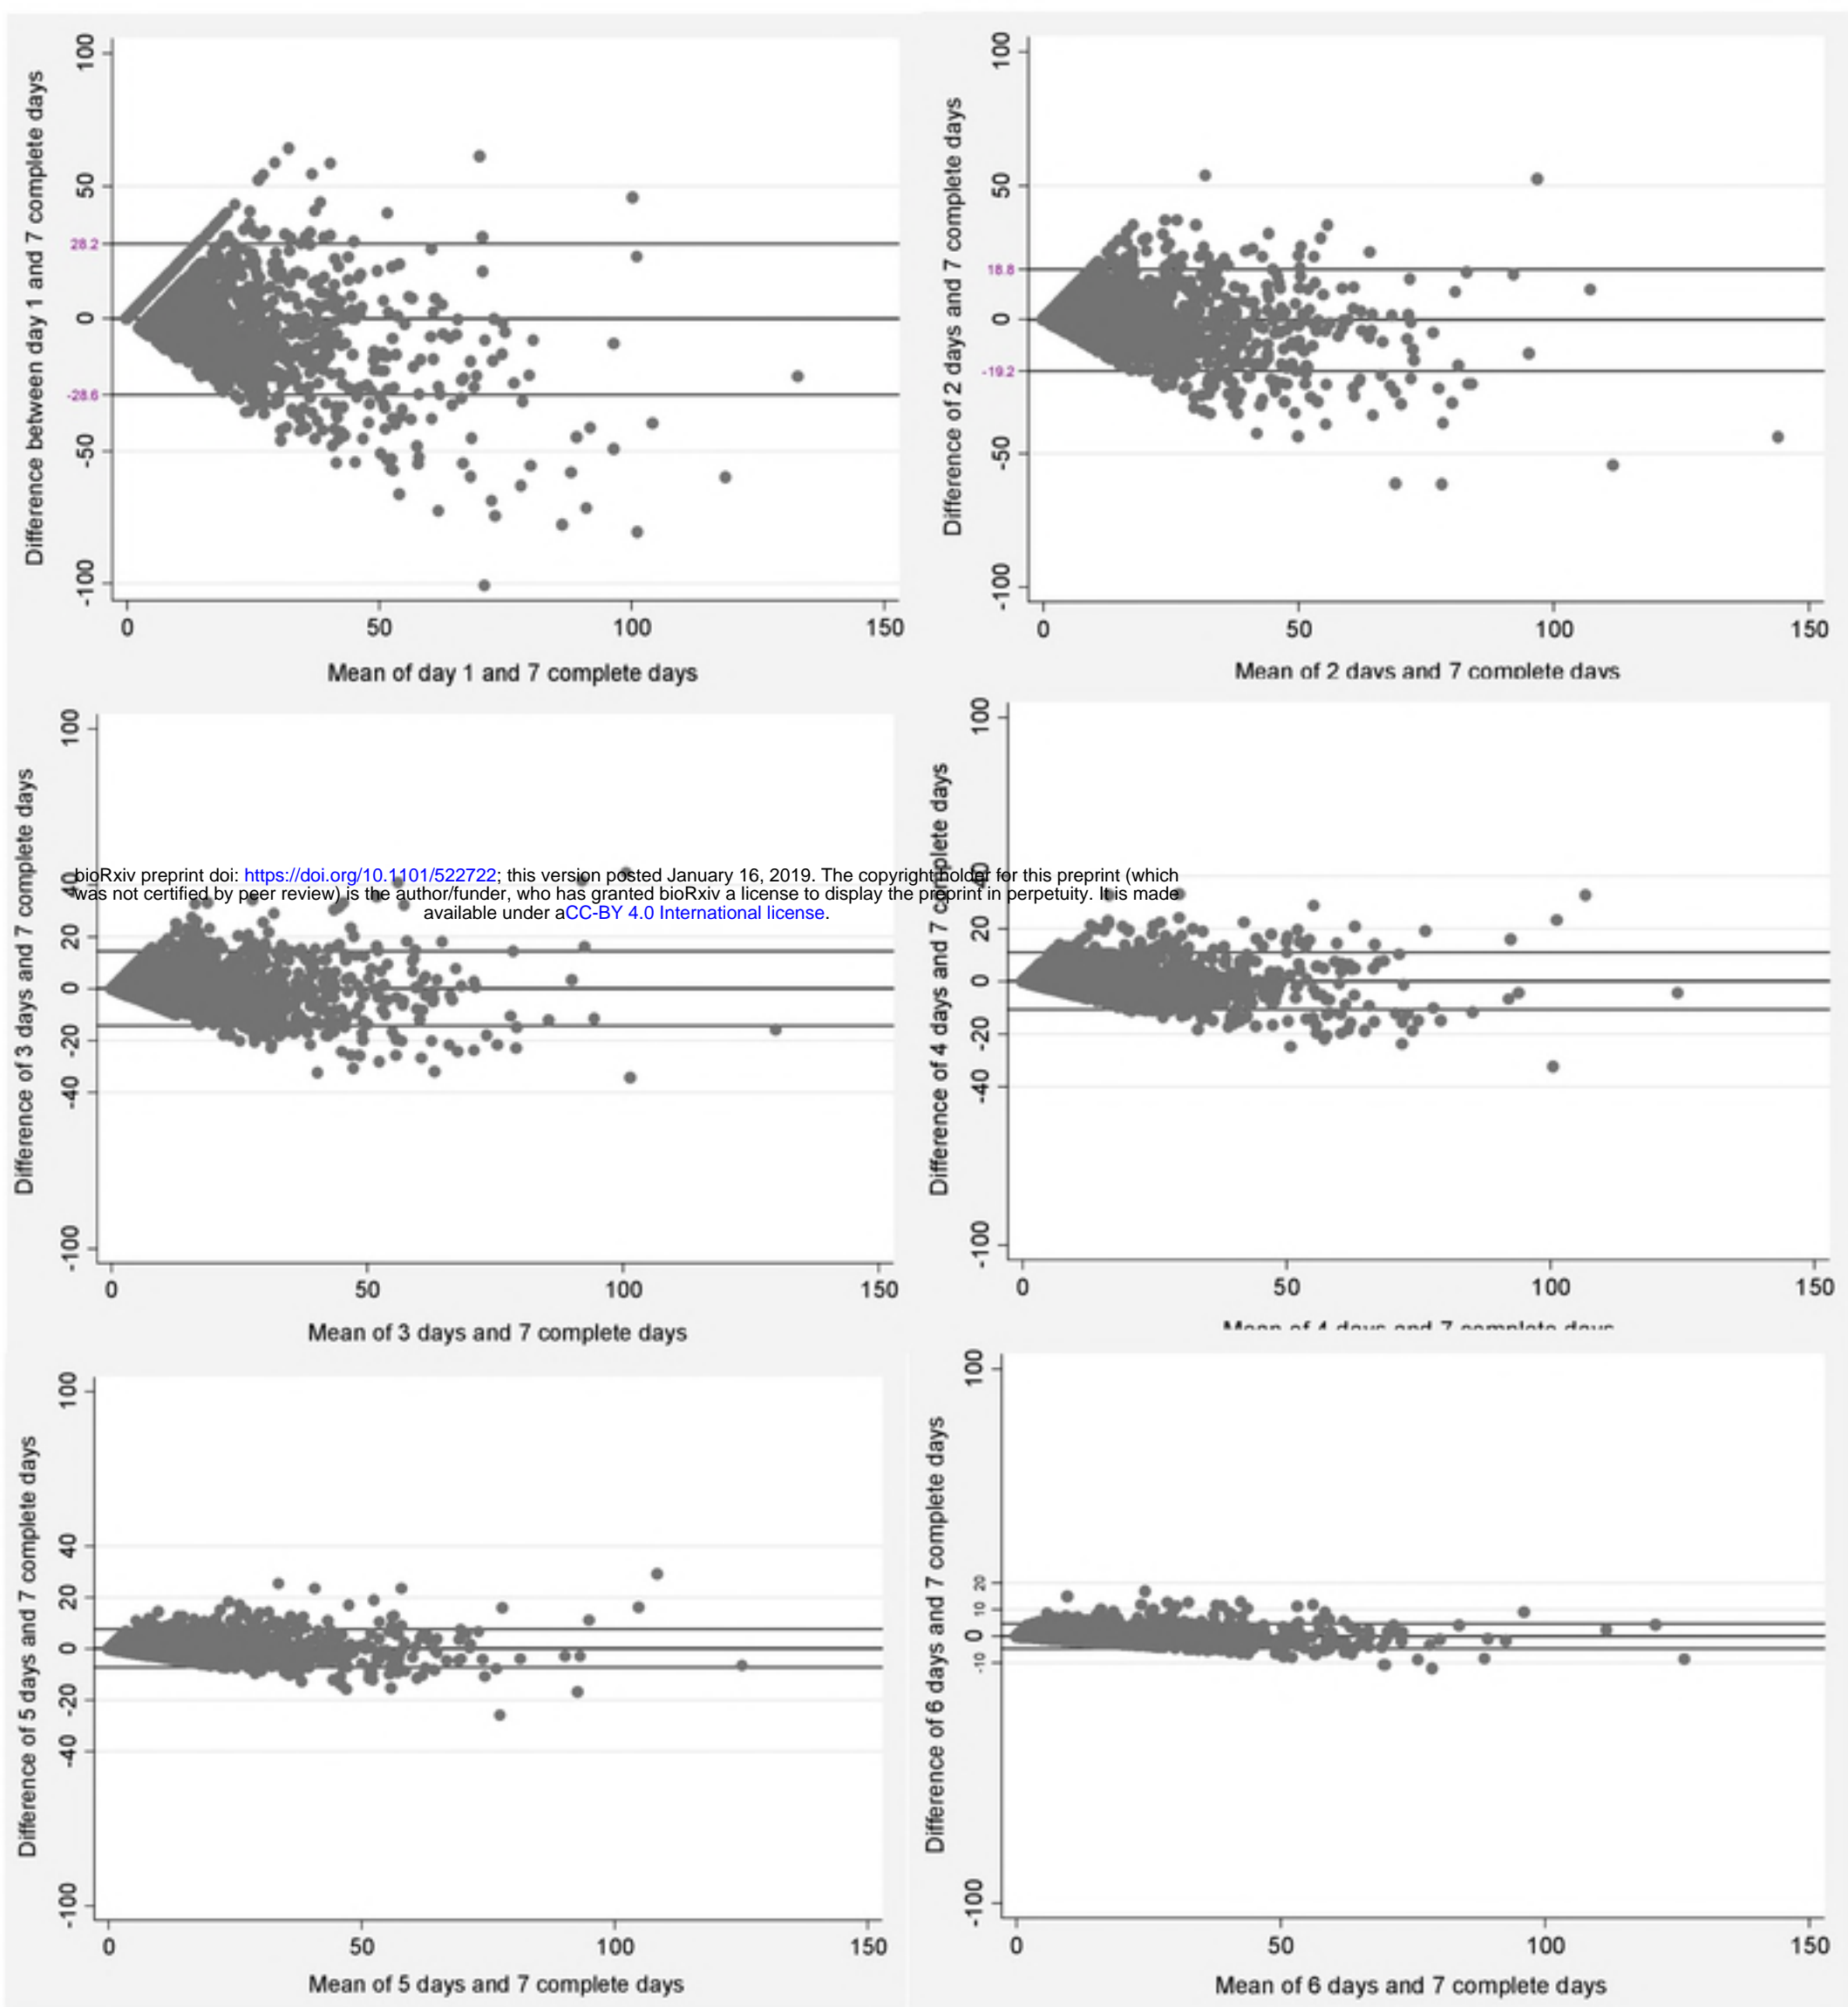 Difference between day 1 and 7 complete days
100
50
28.2
0
-28.6
-50
-100
0 50 100 150
Mean of day 1 and 7 complete days
Difference of 2 days and 7 complete days
100
50
18.8
0
-19.2
-50
-100
0 50 100 150
Mean of 2 days and 7 complete days
Difference of 3 days and 7 complete days
100
40
20
0
-20
-40
-100
0 50 100 150
Mean of 3 days and 7 complete days
Difference of 4 days and 7 complete days
100
40
20
0
-20
-40
-100
0 50 100 150
Mean of 4 days and 7 complete days
bioRxiv preprint doi: https://doi.org/10.1101/522722; this version posted January 16, 2019. The copyright holder for this preprint (which
was not certified by peer review) is the author/funder, who has granted bioRxiv a license to display the preprint in perpetuity. It is made
available under aCC-BY 4.0 International license.
Difference of 5 days and 7 complete days
100
40
20
0
-20
-40
-100
0 50 100 150
Mean of 5 days and 7 complete days
Difference of 6 days and 7 complete days
100
20
10
0
-10
-100
0 50 100 150
Mean of 6 days and 7 complete days